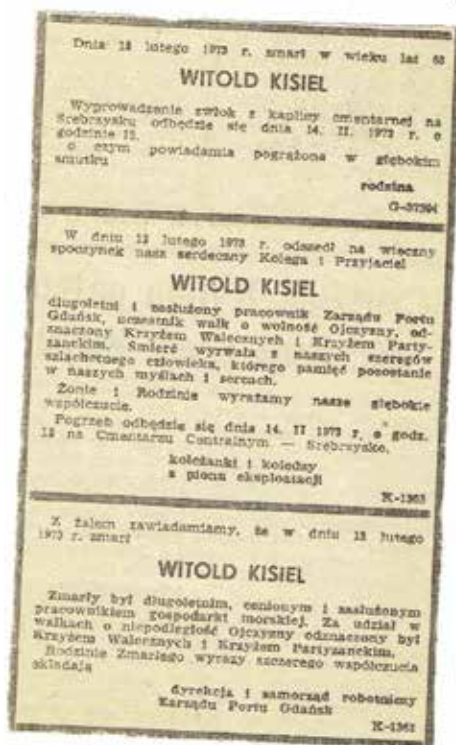 Dnia 12 lutego 1973 r. zmarł w wieku lat
WITOLD KISIEL
Wyprowadzenie zwłok z kaplicy cmentarnej na
Srebrzysku odbędzie się dnia 14. II. 1973 r. o
godzinie
o czym powiadamia pogrążona w głębokim
smutku
rodzina
W dniu 12 lutego 1973 r. odszedł na wieczny
spoczynek nasz serdeczny Kolega i Przyjaciel
WITOLD KISIEL
długoletni i zasłużony pracownik Zarządu Portu
Gdańsk, uczestnik walk o wolność Ojczyzny, od-
znaczony Krzyżem Walecznych i Krzyżem Party-
zanckim. Śmierć wyrwała z naszych szeregów
szlachetnego człowieka, którego pamięć pozostanie
w naszych myślach i sercach.
Żonie i Rodzinie wyrażamy nasze głębokie
współczucie.
Pogrzeb odbędzie się dnia 14. II 1973 r. o godz.
na Cmentarzu Centralnym — Srebrzysko.
koleżanki i koledzy
z pionu eksploatacji
K-1363
Z żalem zawiadamiamy, że w dniu 12 lutego
1973 r. zmarł
WITOLD KISIEL
Zmarły był długoletnim, cenionym i zasłużonym
pracownikiem gospodarki morskiej. Za udział w
walkach o niepodległość Ojczyzny odznaczony był
Krzyżem Walecznych i Krzyżem Partyzanckim.
Rodzinie Zmarłego wyrazy szczerego współczucia
składają
dyrekcja i samorząd robotniczy
Zarządu Portu Gdańsk
K-1362